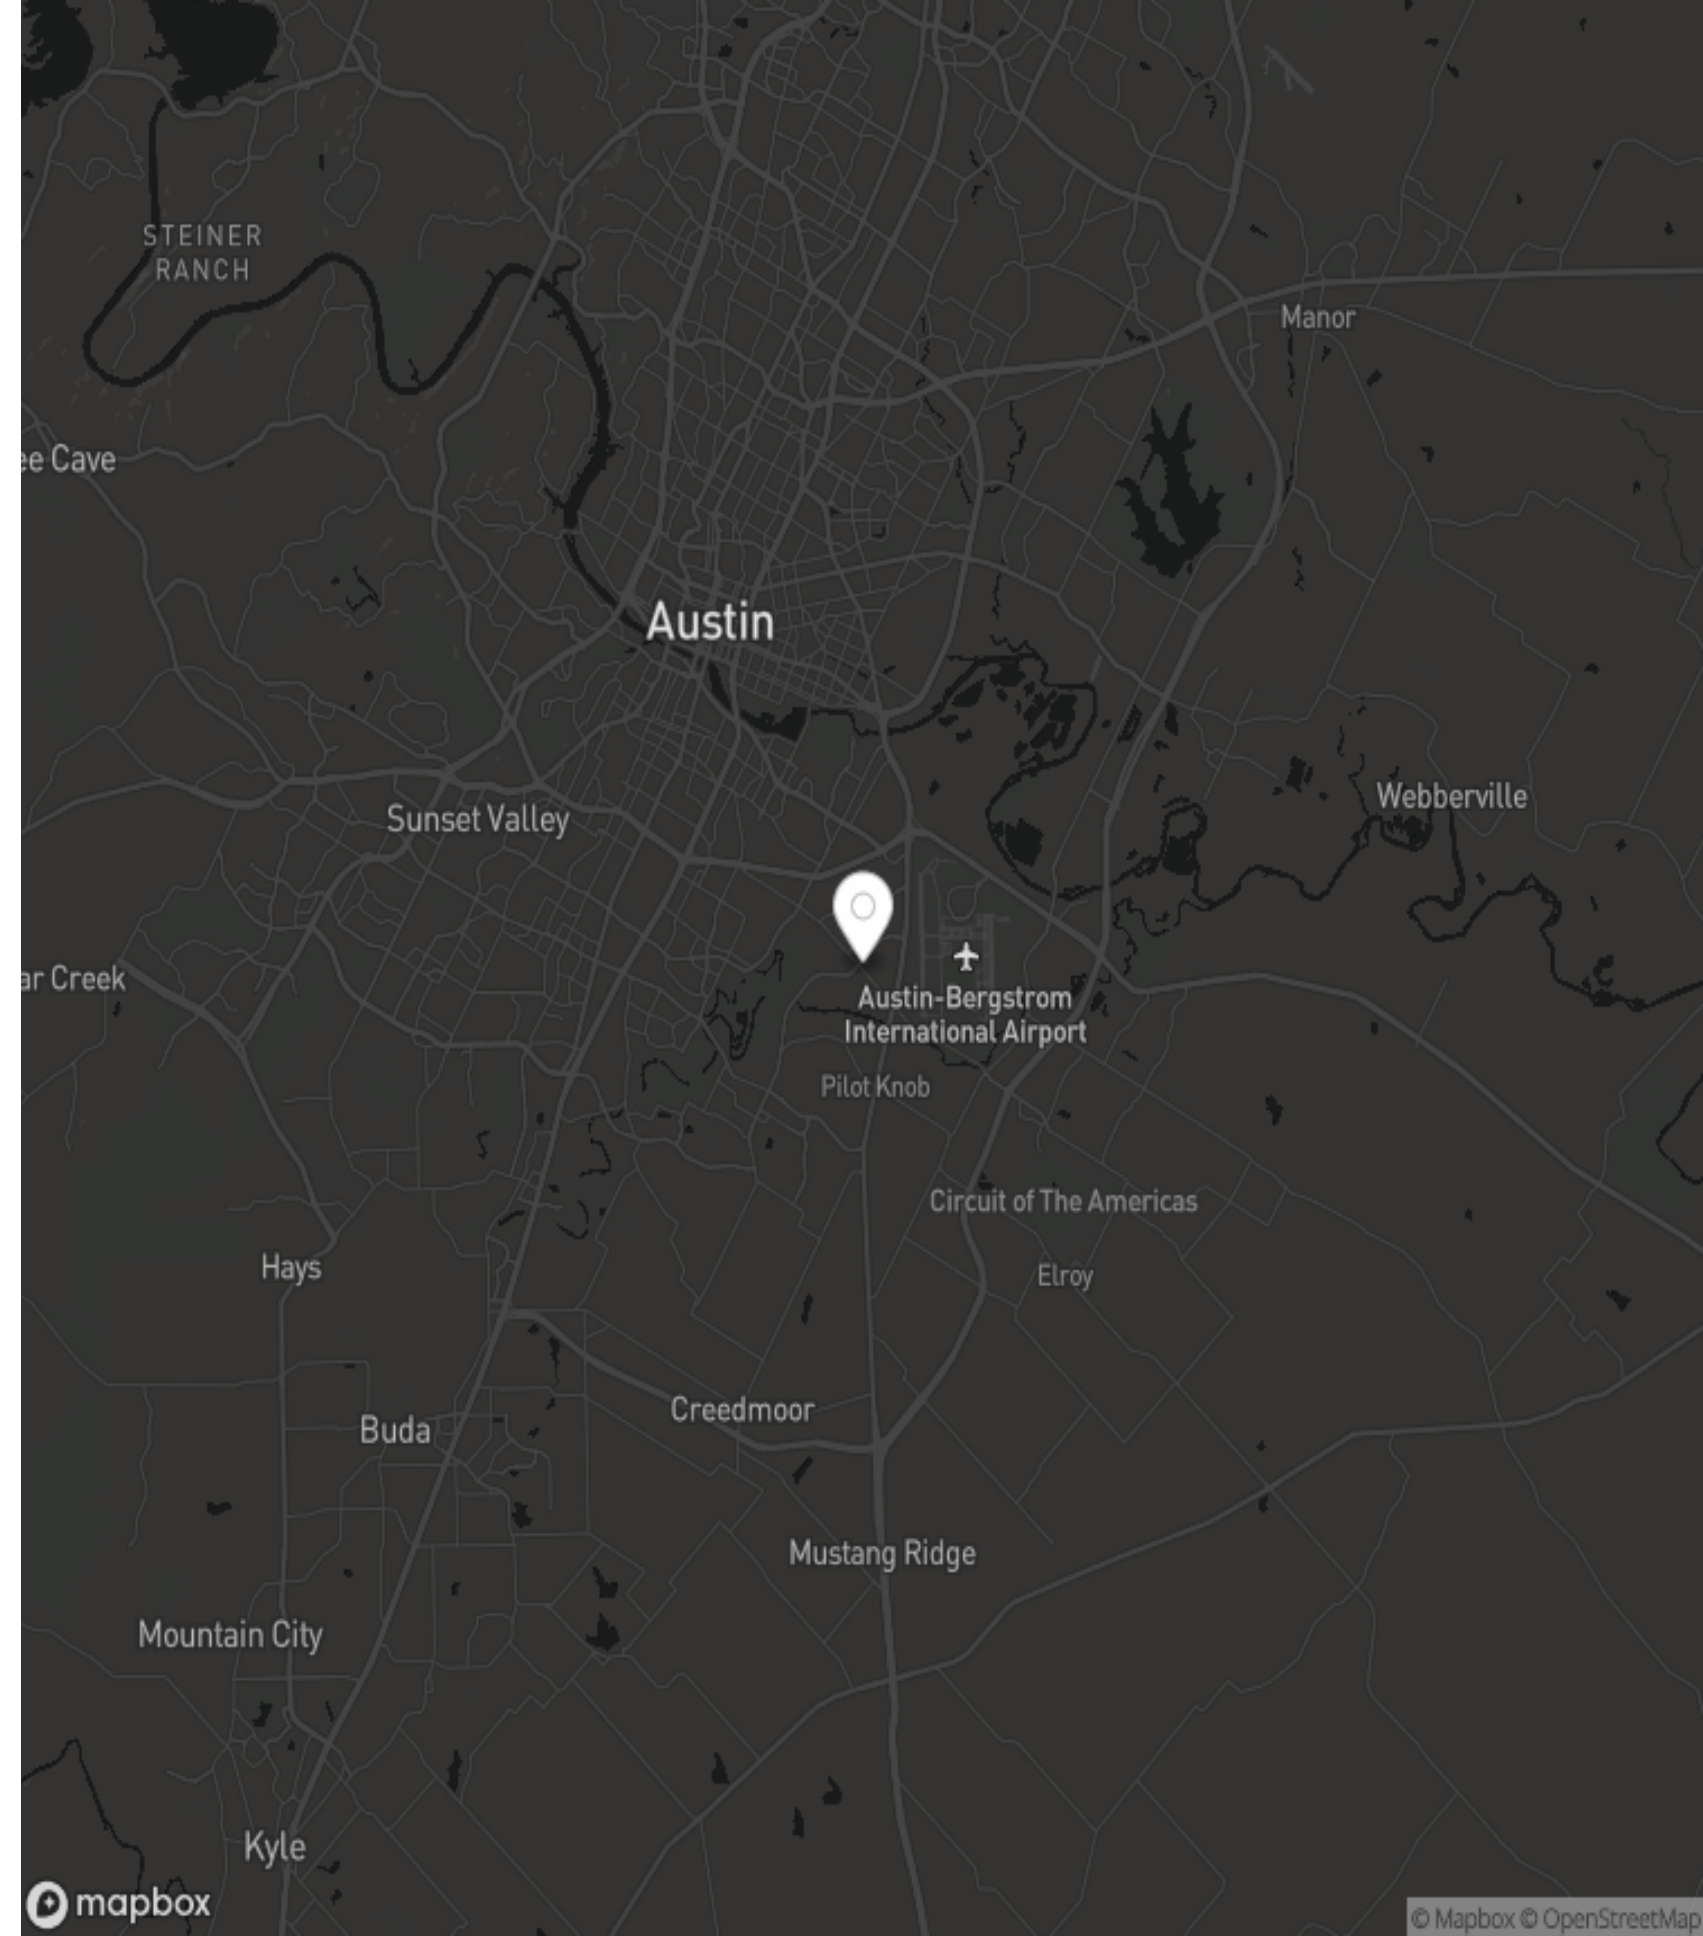 STEINER
RANCH
Manor
ee Cave
Austin
Webberville
Sunset Valley
ar Creek
Austin-Bergstrom
International Airport
Pilot Knob
Circuit of The Americas
Hays
Elroy
Creedmoor
Buda
Mustang Ridge
Mountain City
Kyle
mapbox
© Mapbox © OpenStreetMap